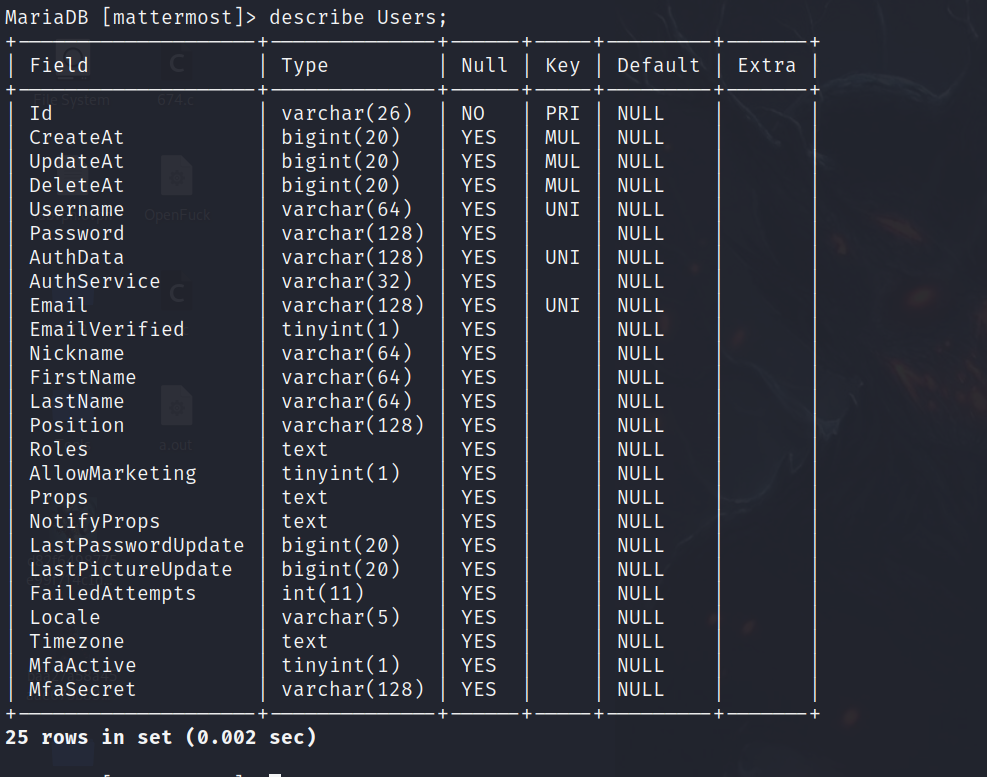 MariaDB [mattermost]> describe Users;
+-------------------+--------------+------+-----+---------+-------+
| Field | Type | Null | Key | Default | Extra |
+-------------------+--------------+------+-----+---------+-------+
| Id | varchar(26) | NO | PRI | NULL | |
| CreateAt | bigint(20) | YES | MUL | NULL | |
| UpdateAt | bigint(20) | YES | MUL | NULL | |
| DeleteAt | bigint(20) | YES | MUL | NULL | |
| Username | varchar(64) | YES | UNI | NULL | |
| Password | varchar(128) | YES | | NULL | |
| AuthData | varchar(128) | YES | UNI | NULL | |
| AuthService | varchar(32) | YES | | NULL | |
| Email | varchar(128) | YES | UNI | NULL | |
| EmailVerified | tinyint(1) | YES | | NULL | |
| Nickname | varchar(64) | YES | | NULL | |
| FirstName | varchar(64) | YES | | NULL | |
| LastName | varchar(64) | YES | | NULL | |
| Position | varchar(128) | YES | | NULL | |
| Roles | text | YES | | NULL | |
| AllowMarketing | tinyint(1) | YES | | NULL | |
| Props | text | YES | | NULL | |
| NotifyProps | text | YES | | NULL | |
| LastPasswordUpdate | bigint(20) | YES | | NULL | |
| LastPictureUpdate | bigint(20) | YES | | NULL | |
| FailedAttempts | int(11) | YES | | NULL | |
| Locale | varchar(5) | YES | | NULL | |
| Timezone | text | YES | | NULL | |
| MfaActive | tinyint(1) | YES | | NULL | |
| MfaSecret | varchar(128) | YES | | NULL | |
+-------------------+--------------+------+-----+---------+-------+
25 rows in set (0.002 sec)
File System
674.c
OpenFuck
a.out